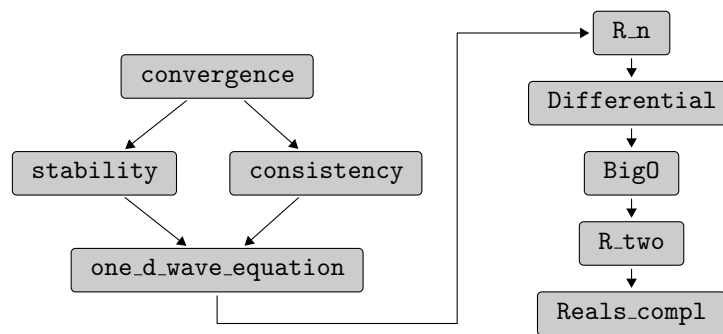 convergence
stability
consistency
one_d_wave_equation
R_n
Differential
BigO
R_two
Reals_compl